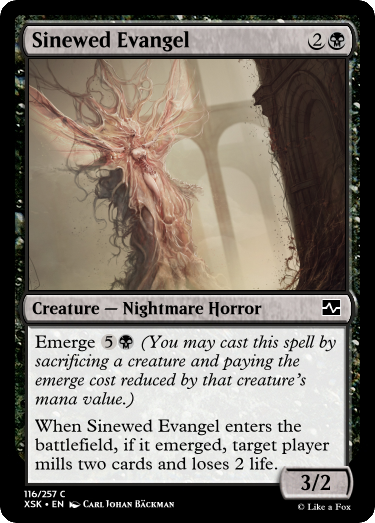 Sinewed Evangel 2
Creature — Nightmare Horror
Emerge 5 (You may cast this spell by
sacrificing a creature and paying the
emerge cost reduced by that creature's
mana value.)
When Sinewed Evangel enters the
battlefield, if it emerged, target player
mills two cards and loses 2 life.
3/2
116/257 C
XSK • EN Carl Johan Bäckman
© Like a Fox